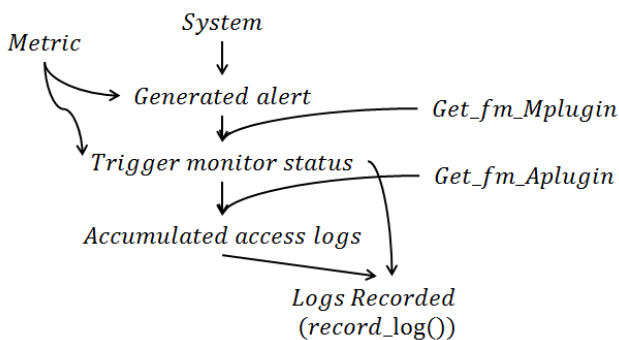 System
Metric
Generated alert
Get_fm_Mplugin
Trigger monitor status
Get_fm_Aplugin
Accumulated access logs
Logs Recorded
(record_log())